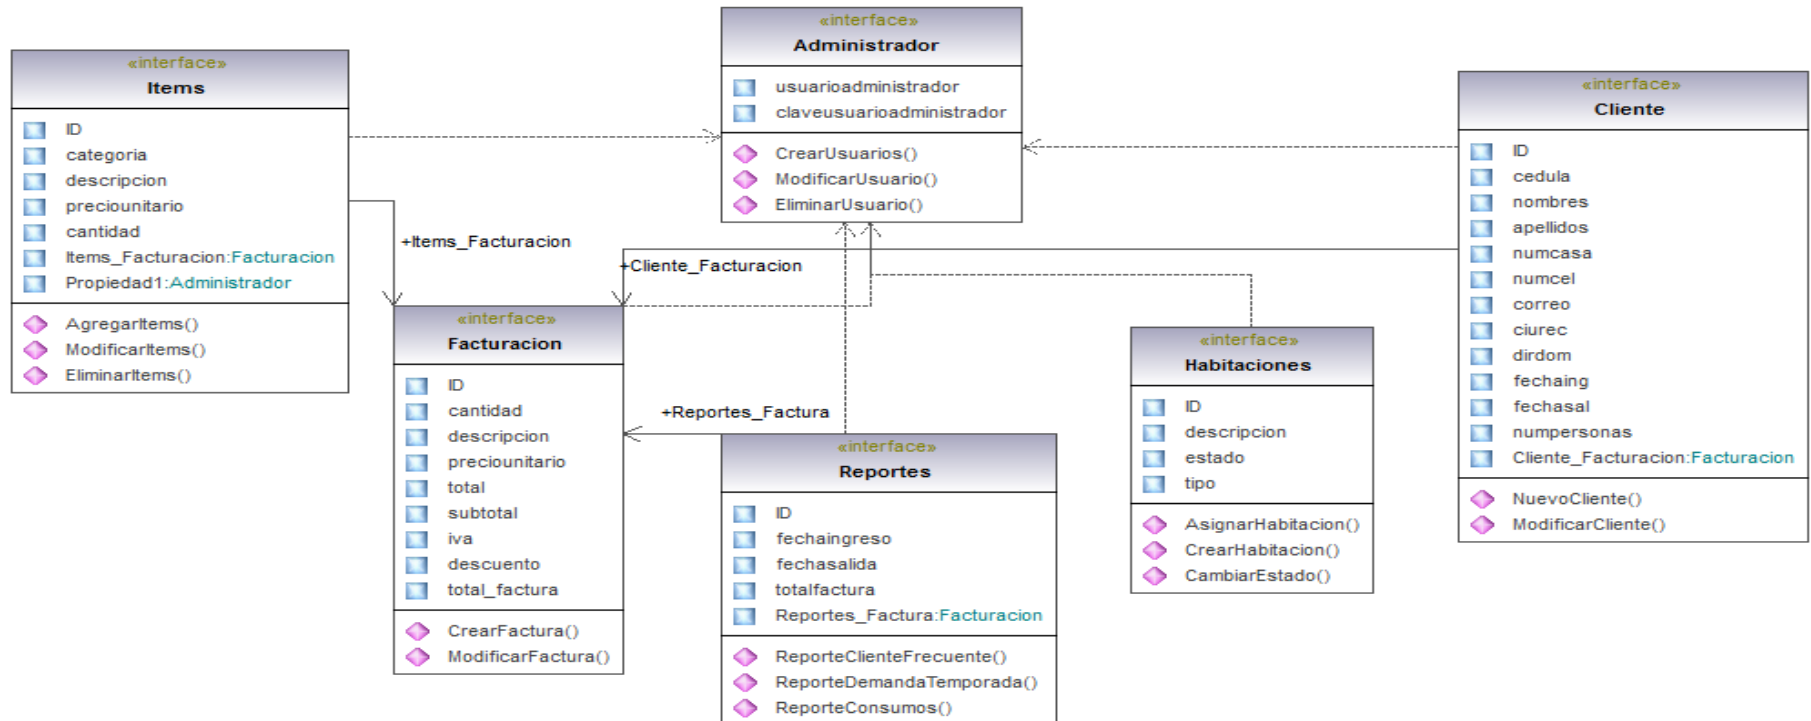 «interface»
Items
ID
categoria
descripcion
preciounitario
cantidad
Items_Facturacion:Facturacion
Propiedad1:Administrador
AgregarItems()
ModificarItems()
EliminarItems()
«interface»
Administrador
usuarioadministrador
claveusuarioadministrador
CrearUsuarios()
ModificarUsuario()
EliminarUsuario()
«interface»
Cliente
ID
cedula
nombres
apellidos
numcasa
numcel
correo
ciurec
dirdom
fechaing
fechasal
numpersonas
Cliente_Facturacion:Facturacion
NuevoCliente()
ModificarCliente()
+Items_Facturacion
+Cliente_Facturacion
«interface»
Facturacion
ID
cantidad
descripcion
preciounitario
total
subtotal
iva
descuento
total_factura
CrearFactura()
ModificarFactura()
+Reportes_Factura
«interface»
Reportes
ID
fechaingreso
fechasalida
totalfactura
Reportes_Factura:Facturacion
ReporteClienteFrecuente()
ReporteDemandaTemporada()
ReporteConsumos()
«interface»
Habitaciones
ID
descripcion
estado
tipo
AsignarHabitacion()
CrearHabitacion()
CambiarEstado()